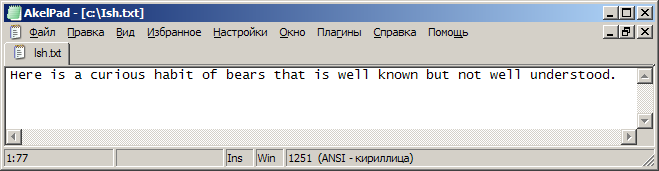 AkelPad - [c:\Ish.txt]
Файл Правка Вид Избранное Настройки Окно Плагины Справка Помощь
Ish.txt
Here is a curious habit of bears that is well known but not well understood.
1:77 Ins Win 1251 (ANSI - кириллица)